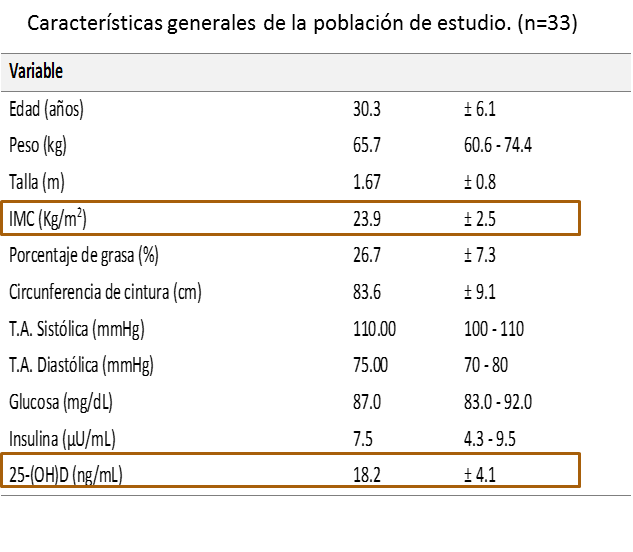 Características generales de la población de estudio. (n=33)
Variable
Edad (años) 30.3 ± 6.1
Peso (kg) 65.7 60.6 - 74.4
Talla (m) 1.67 ± 0.8
IMC (Kg/m²) 23.9 ± 2.5
Porcentaje de grasa (%) 26.7 ± 7.3
Circunferencia de cintura (cm) 83.6 ± 9.1
T.A. Sistólica (mmHg) 110.00 100 - 110
T.A. Diastólica (mmHg) 75.00 70 - 80
Glucosa (mg/dL) 87.0 83.0 - 92.0
Insulina (µU/mL) 7.5 4.3 - 9.5
25-(OH)D (ng/mL) 18.2 ± 4.1